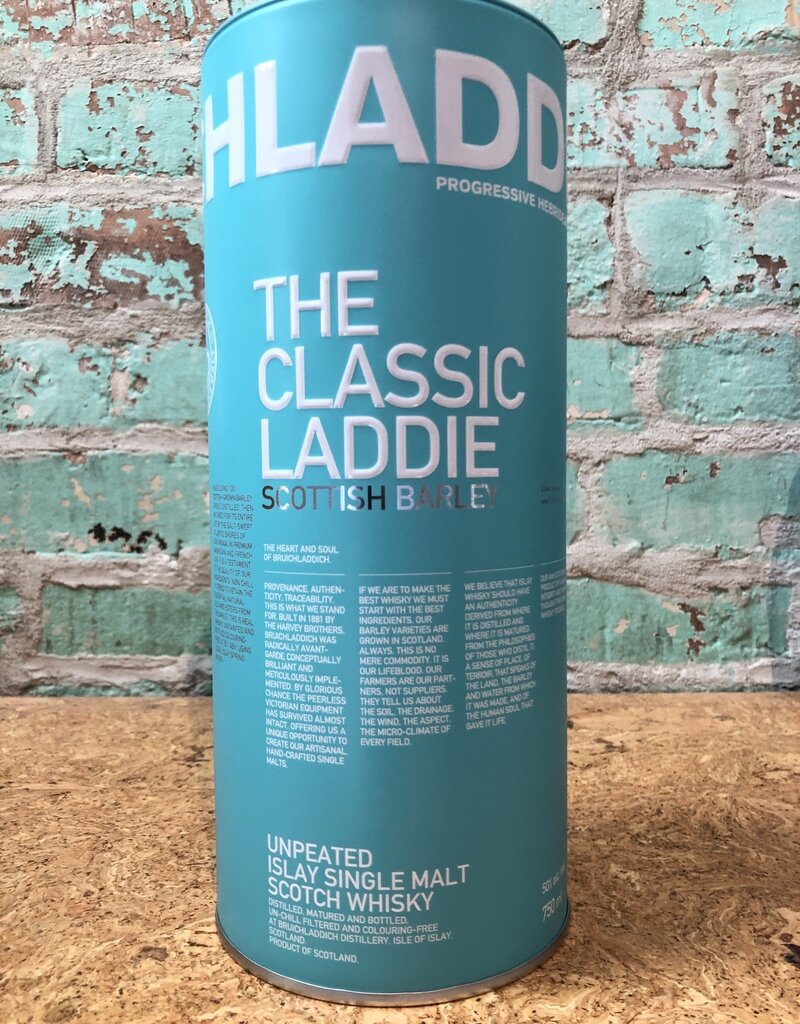 HLADD
PROGRESSIVE
THE
CLASSIC
LADDIE
SCOTTISH BARLEY
THE HEART AND SOUL
OF BRUICHLADDICH.
PROVENANCE. AUTHEN-
TICITY. TRACEABILITY.
THIS IS WHAT WE STAND
FOR. BUILT IN 1881 BY
THE HARVEY BROTHERS,
BRUICHLADDICH WAS
RADICALLY AVANT-
GARDE, CONCEPTUALLY
BRILLIANT AND
METICULOUSLY IMPLE-
MENTED. BY GLORIOUS
CHANCE THE PEERLESS
VICTORIAN EQUIPMENT
HAS SURVIVED ALMOST
INTACT, OFFERING US A
UNIQUE OPPORTUNITY TO
CREATE OUR ARTISANAL,
HAND-CRAFTED SINGLE
MALTS.
IF WE ARE TO MAKE THE
BEST WHISKY WE MUST
START WITH THE BEST
INGREDIENTS. OUR
BARLEY VARIETIES ARE
GROWN IN SCOTLAND.
ALWAYS. THIS IS NO
MERE COMMODITY. IT IS
OUR LIFEBLOOD. OUR
FARMERS ARE OUR PART-
NERS, NOT SUPPLIERS.
THEY TELL US ABOUT
THE SOIL, THE DRAINAGE,
THE WIND, THE ASPECT,
THE MICRO-CLIMATE OF
EVERY FIELD.
WE BELIEVE THAT ISLAY
WHISKY SHOULD HAVE
AN AUTHENTICITY
DERIVED FROM WHERE
IT IS DISTILLED AND
WHERE IT IS MATURED.
FROM THE PHILOSOPHIES
OF THOSE WHO DISTIL IT.
A SENSE OF PLACE, OF
TERROIR, THAT SPEAKS OF
THE LAND, THE BARLEY
AND WATER FROM WHICH
IT WAS MADE, AND OF
THE HUMAN SOUL THAT
GAVE IT LIFE.
UNPEATED
ISLAY SINGLE MALT
SCOTCH WHISKY
DISTILLED, MATURED AND BOTTLED,
UN-CHILL FILTERED AND COLOURING-FREE
AT BRUICHLADDICH DISTILLERY, ISLE OF ISLAY,
SCOTLAND.
PRODUCT OF SCOTLAND.
50%
750